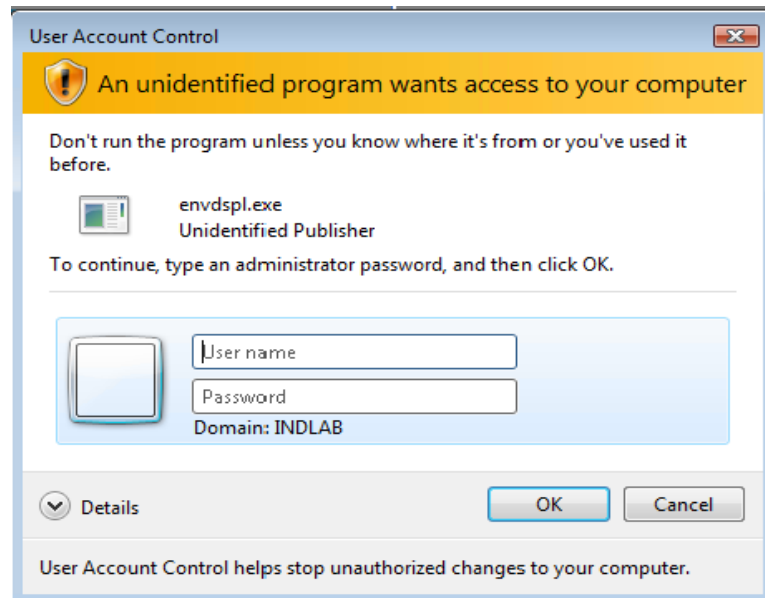 User Account Control
An unidentified program wants access to your computer
Don't run the program unless you know where it's from or you've used it
before.
envdspl.exe
Unidentified Publisher
To continue, type an administrator password, and then click OK.
User name
Password
Domain: INDLAB
Details
OK
Cancel
User Account Control helps stop unauthorized changes to your computer.